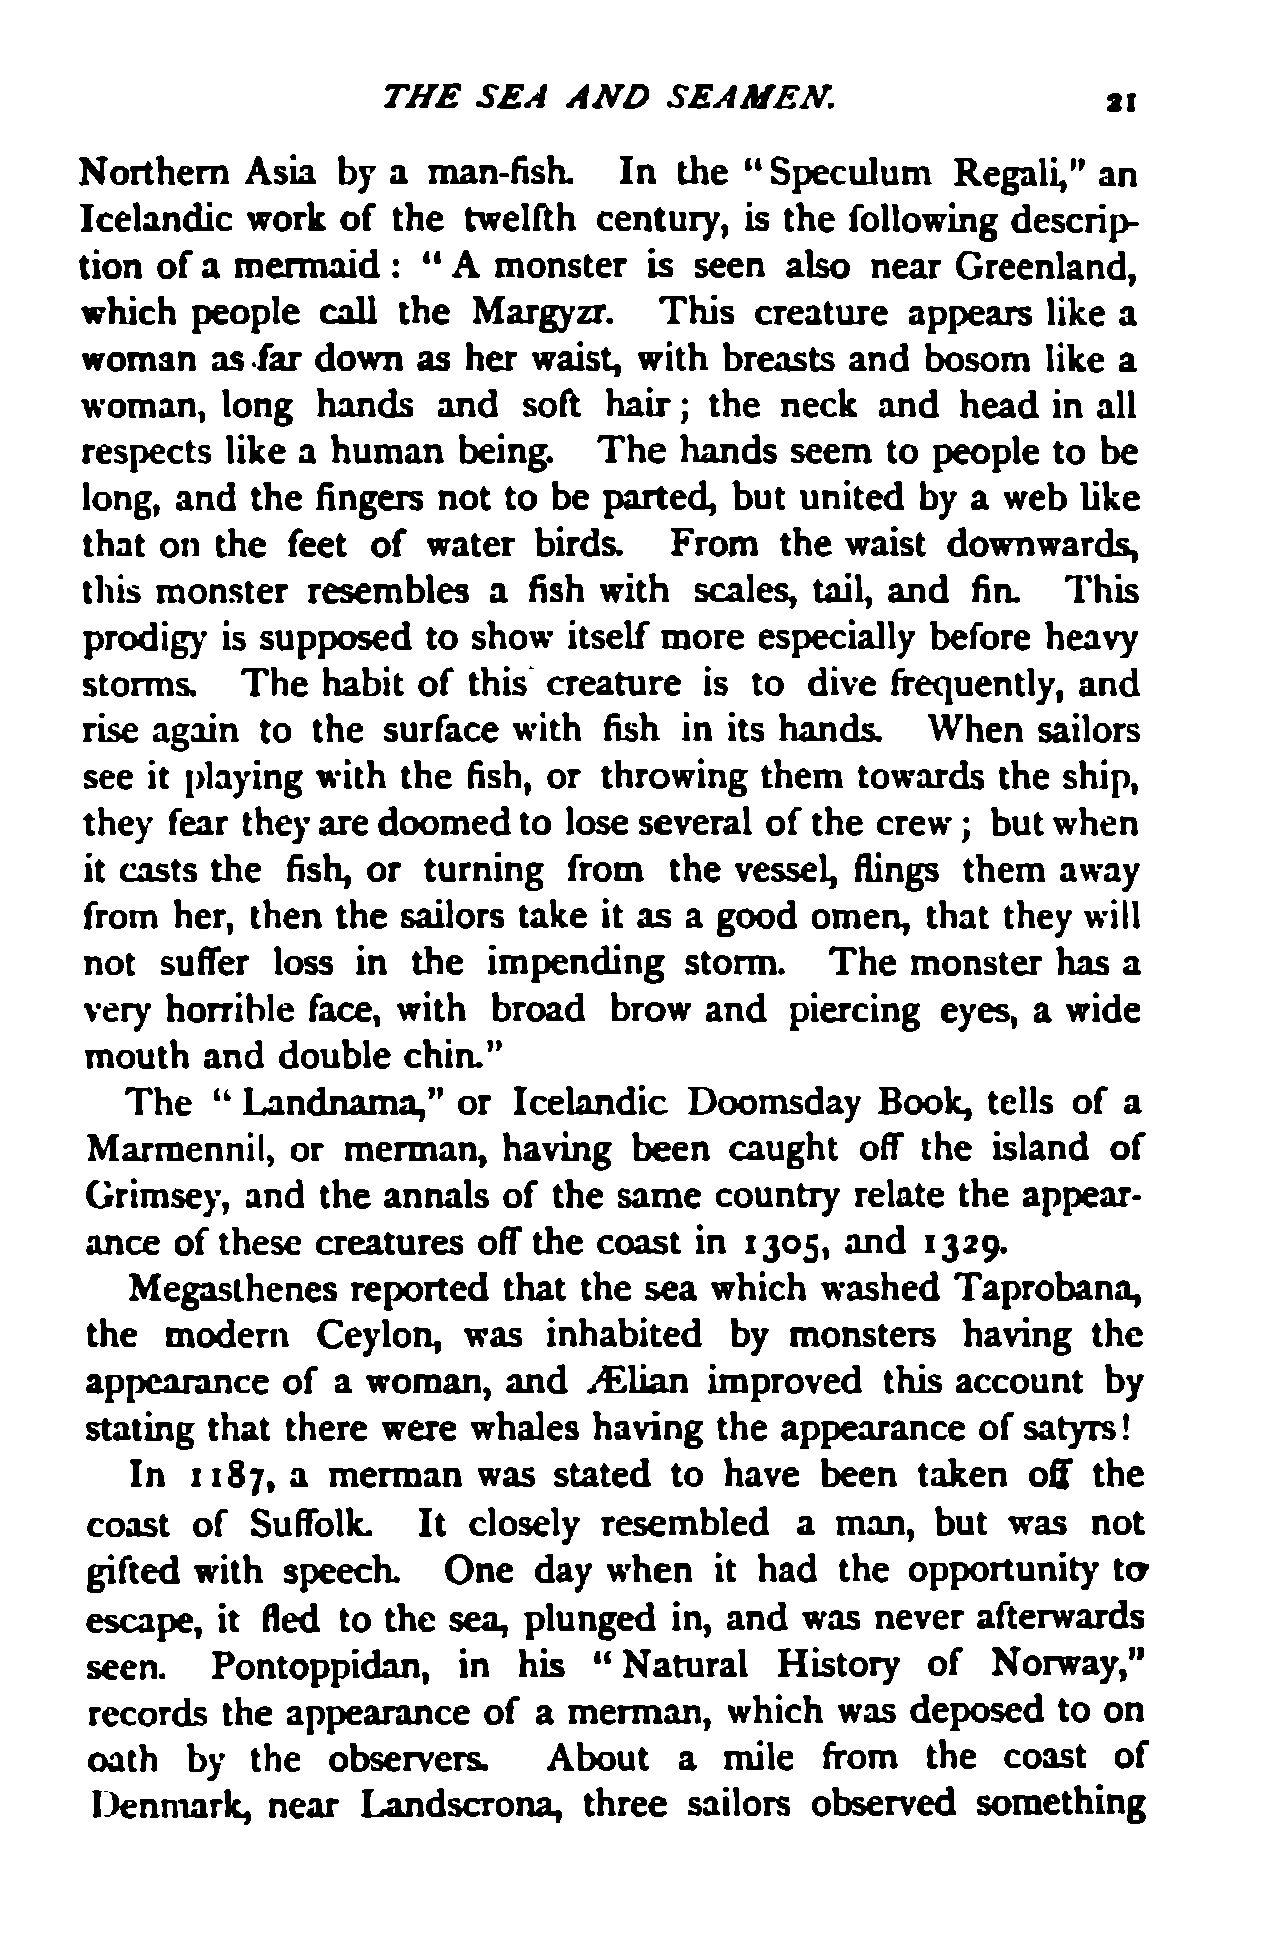 THE SEA AND SEAMEN. 21
Northern Asia by a man-fish. In the "Speculum Regali," an
Icelandic work of the twelfth century, is the following descrip-
tion of a mermaid : "A monster is seen also near Greenland,
which people call the Margyzr. This creature appears like a
woman as far down as her waist, with breasts and bosom like a
woman, long hands and soft hair; the neck and head in all
respects like a human being. The hands seem to people to be
long, and the fingers not to be parted, but united by a web like
that on the feet of water birds. From the waist downwards,
this monster resembles a fish with scales, tail, and fin. This
prodigy is supposed to show itself more especially before heavy
storms. The habit of this creature is to dive frequently, and
rise again to the surface with fish in its hands. When sailors
see it playing with the fish, or throwing them towards the ship,
they fear they are doomed to lose several of the crew; but when
it casts the fish, or turning from the vessel, flings them away
from her, then the sailors take it as a good omen, that they will
not suffer loss in the impending storm. The monster has a
very horrible face, with broad brow and piercing eyes, a wide
mouth and double chin."
The "Landnama," or Icelandic Doomsday Book, tells of a
Marmennil, or merman, having been caught off the island of
Grimsey, and the annals of the same country relate the appear-
ance of these creatures off the coast in 1305, and 1329.
Megasthenes reported that the sea which washed Taprobana,
the modern Ceylon, was inhabited by monsters having the
appearance of a woman, and Ælian improved this account by
stating that there were whales having the appearance of satyrs!
In 1187, a merman was stated to have been taken off the
coast of Suffolk. It closely resembled a man, but was not
gifted with speech. One day when it had the opportunity to
escape, it fled to the sea, plunged in, and was never afterwards
seen. Pontoppidan, in his "Natural History of Norway,"
records the appearance of a merman, which was deposed to on
oath by the observers. About a mile from the coast of
Denmark, near Landscrona, three sailors observed something